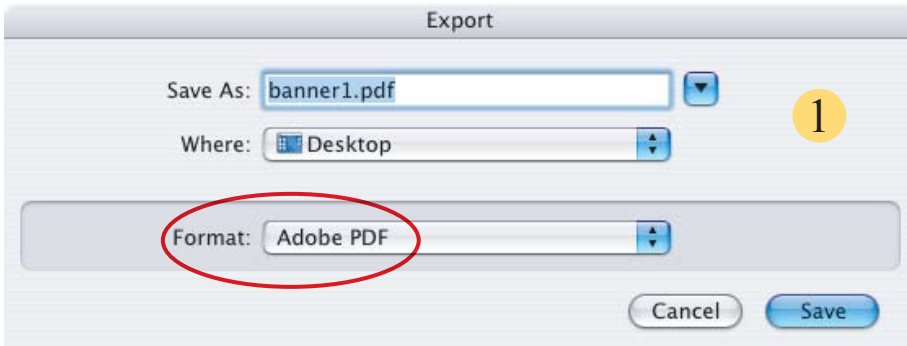 Export
Save As: banner1.pdf
1
Where: Desktop
Format: Adobe PDF
Cancel Save